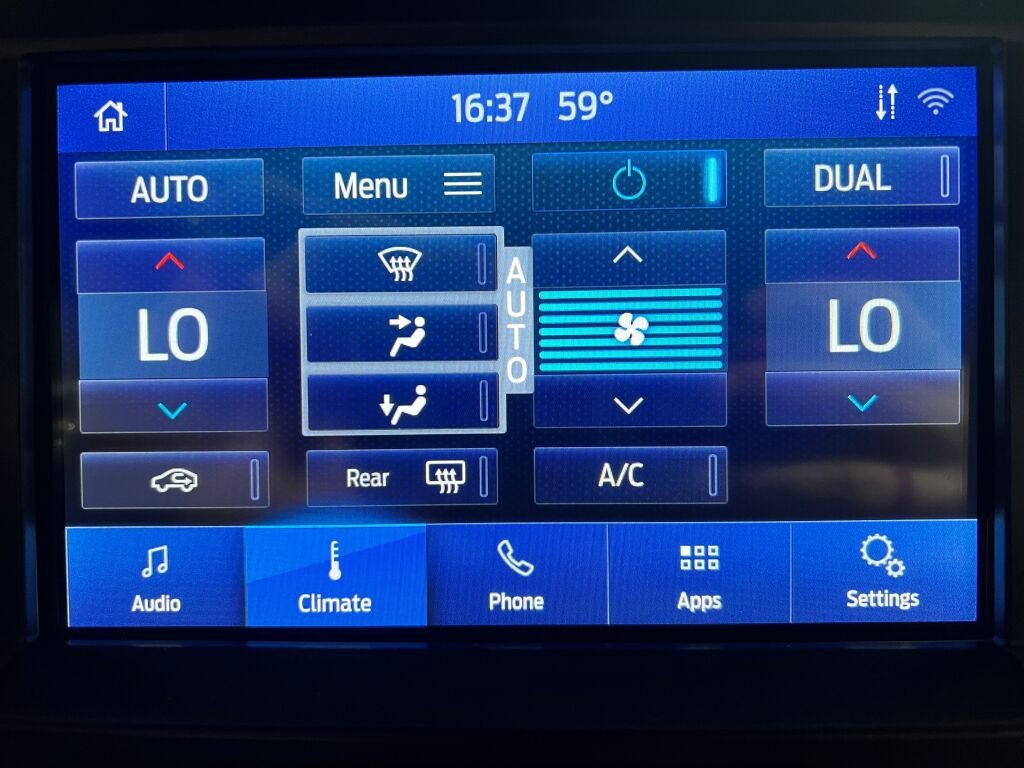 16:37 59°
AUTO Menu DUAL
LO AUTO LO
Rear A/C
Audio Climate Phone Apps Settings